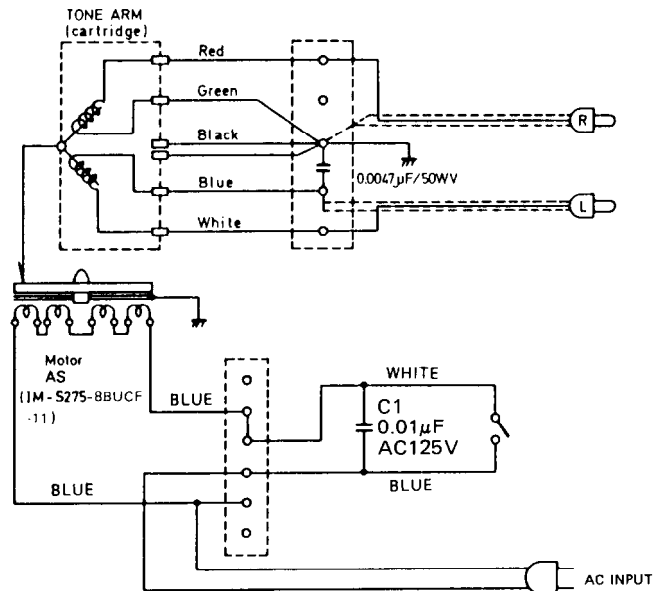 TONE ARM
(cartridge)
Red
Green
Black
Blue
White
R
0.0047μF/50WV
L
Motor
AS
(IM-S275-8BUCF
-11)
BLUE
WHITE
C1
0.01μF
AC125V
BLUE
BLUE
AC INPUT